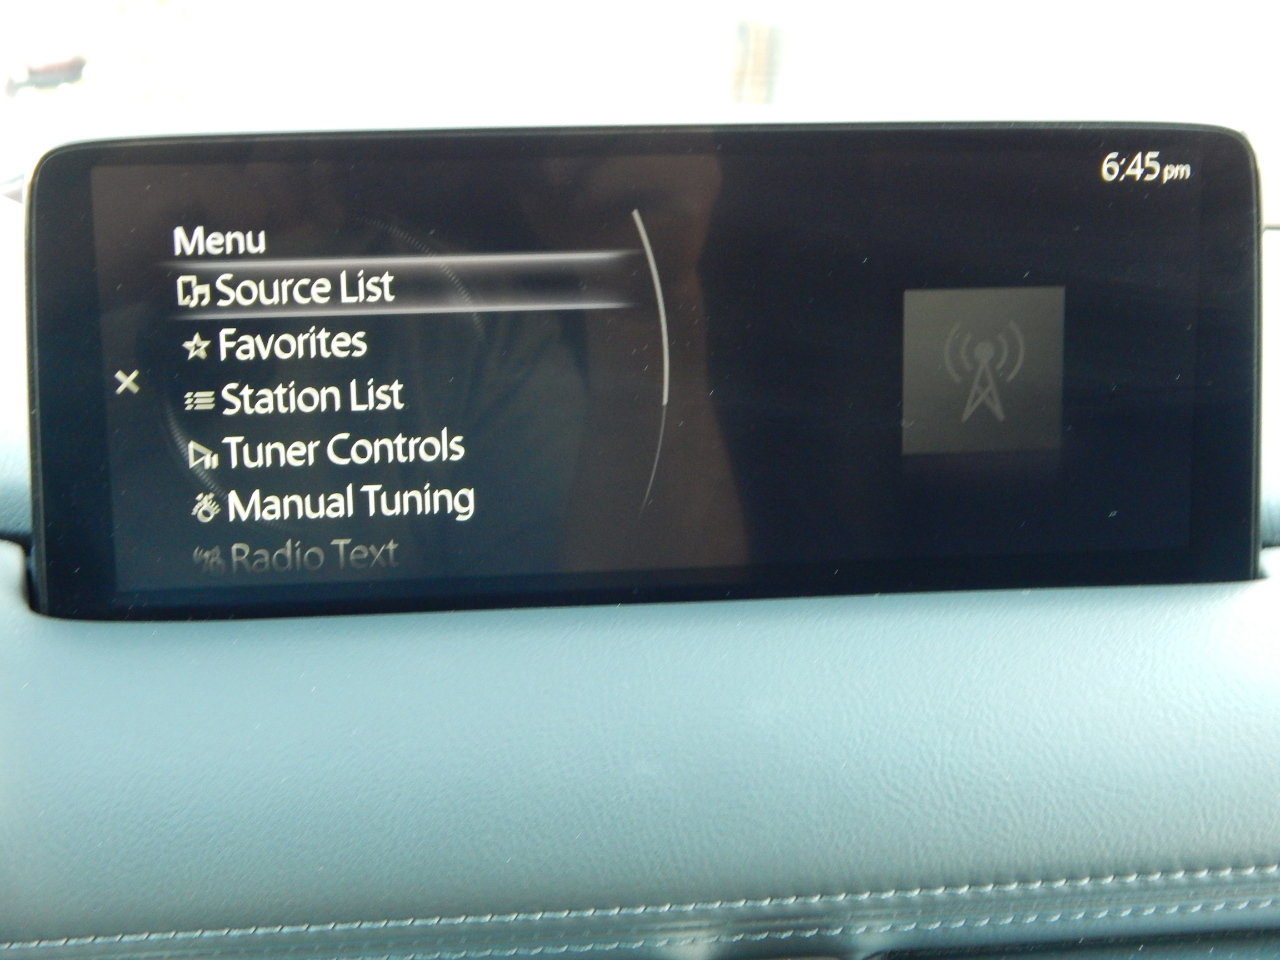 6:45pm
Menu
Source List
Favorites
Station List
Tuner Controls
Manual Tuning
Radio Text